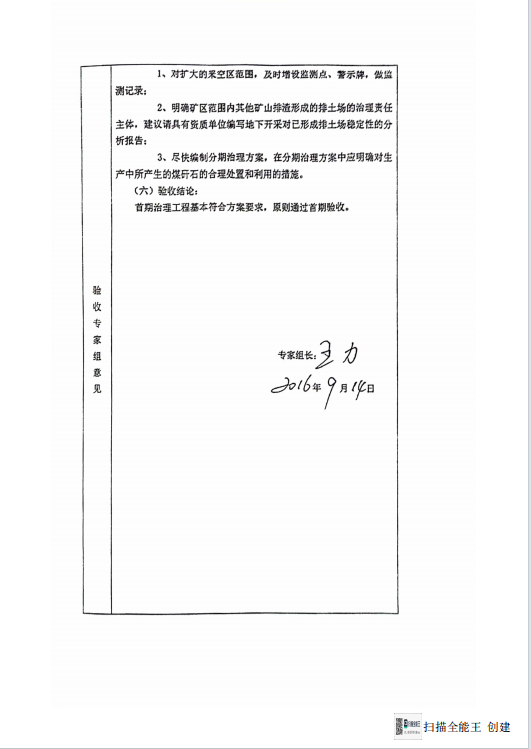 1、对扩大的采空区范围，及时增设监测点、警示牌，做监
测记录；
2、明确矿区范围内其他矿山排渣形成的排土场的治理责任
主体，建议请具有资质单位编写地下开采对已形成排土场稳定性的分
析报告；
3、尽快编制分期治理方案，在分期治理方案中应明确对生
产中所产生的煤矸石的合理处置和利用的措施。
（六）验收结论：
首期治理工程基本符合方案要求，原则通过首期验收。
验
收
专
家
组
意
见
专家组长：王力
2016年9月14日
扫描全能王 创建